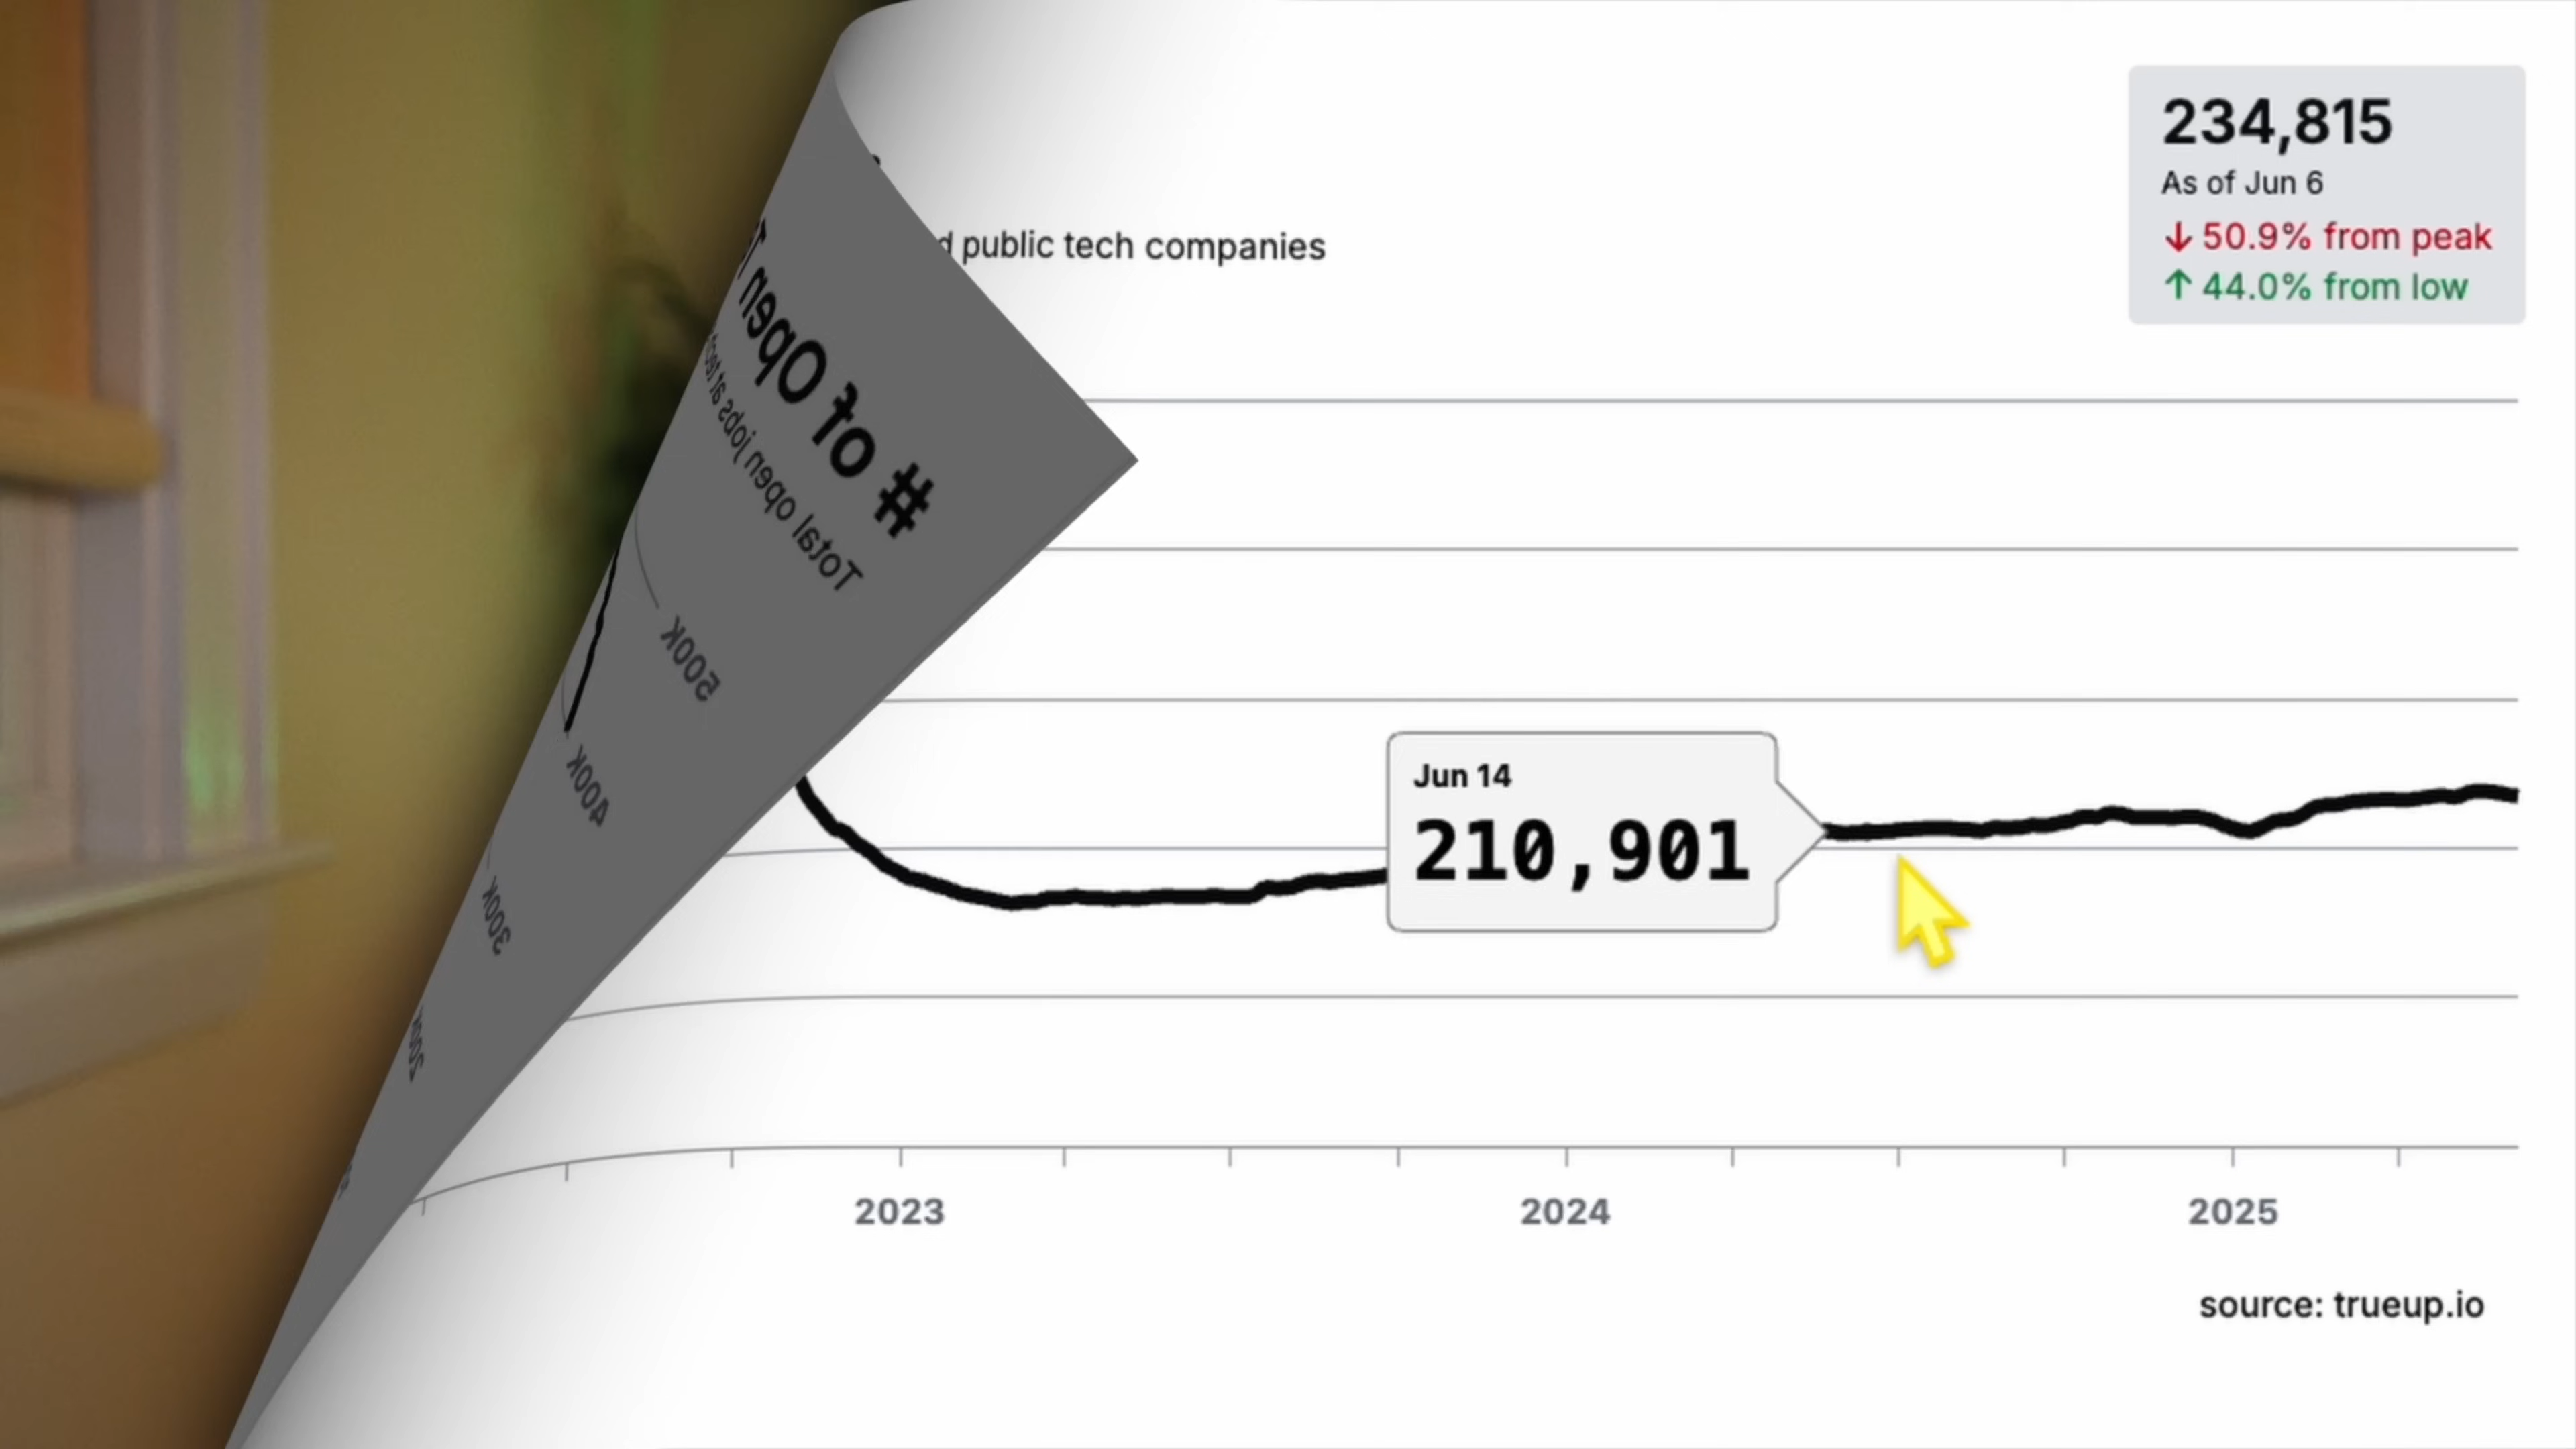 234,815
As of Jun 6
↓ 50.9% from peak
↑ 44.0% from low
# of Open
Total open jobs at
public tech companies
500K
400K
300K
200K
Jun 14
210,901
2023
2024
2025
source: trueup.io